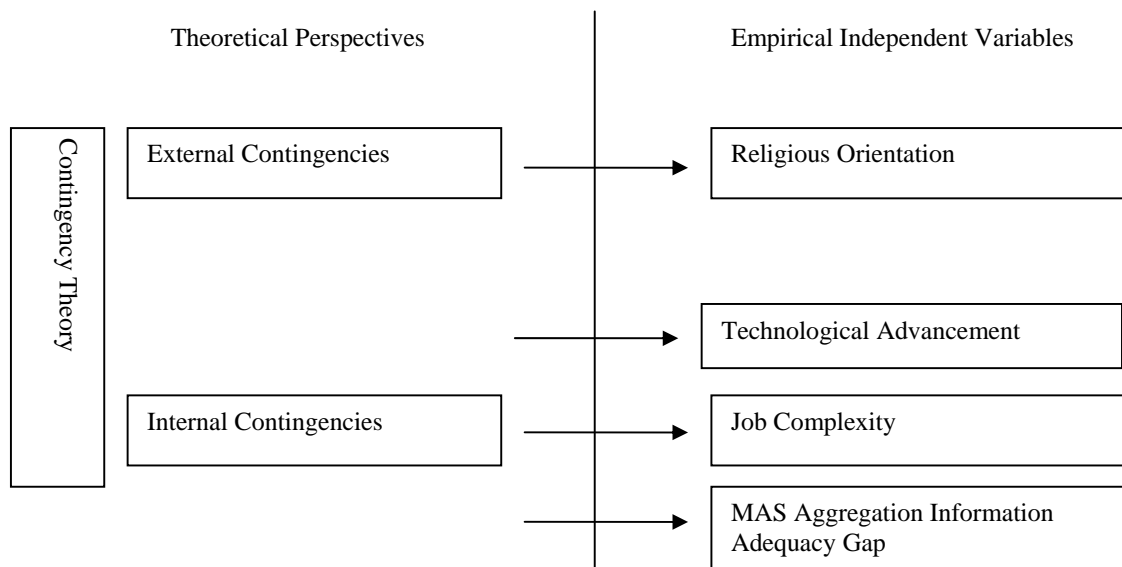 Theoretical Perspectives
Empirical Independent Variables
Contingency Theory
External Contingencies
Religious Orientation
Technological Advancement
Internal Contingencies
Job Complexity
MAS Aggregation Information
Adequacy Gap